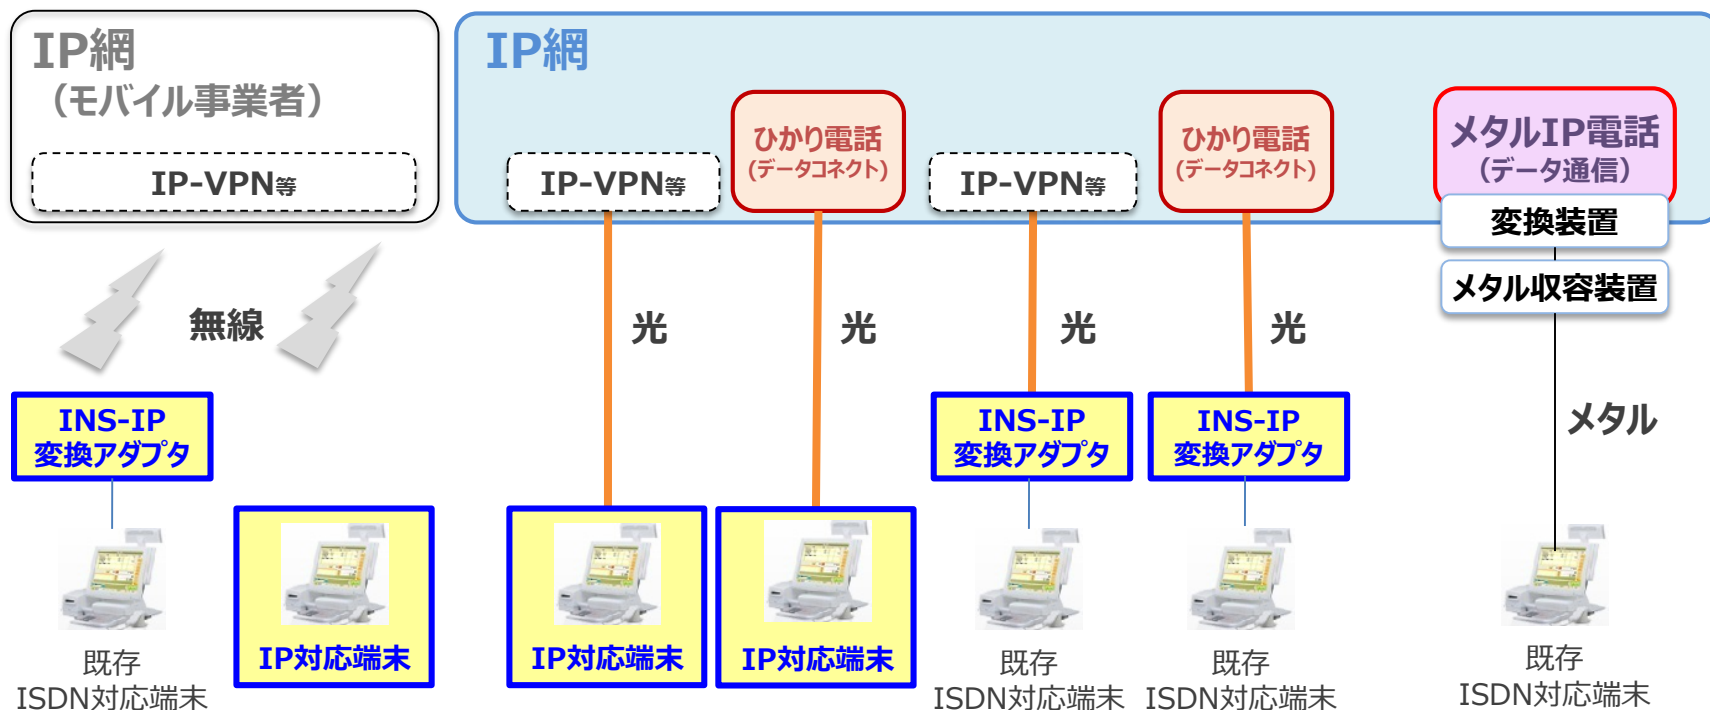 IP網
（モバイル事業者）
IP-VPN等
IP網
IP-VPN等
ひかり電話
(データコネクト)
IP-VPN等
ひかり電話
(データコネクト)
メタルIP電話
（データ通信）
変換装置
メタル収容装置
無線
光
光
光
光
メタル
INS-IP
変換アダプタ
INS-IP
変換アダプタ
INS-IP
変換アダプタ
既存
ISDN対応端末
IP対応端末
IP対応端末
IP対応端末
既存
ISDN対応端末
既存
ISDN対応端末
既存
ISDN対応端末